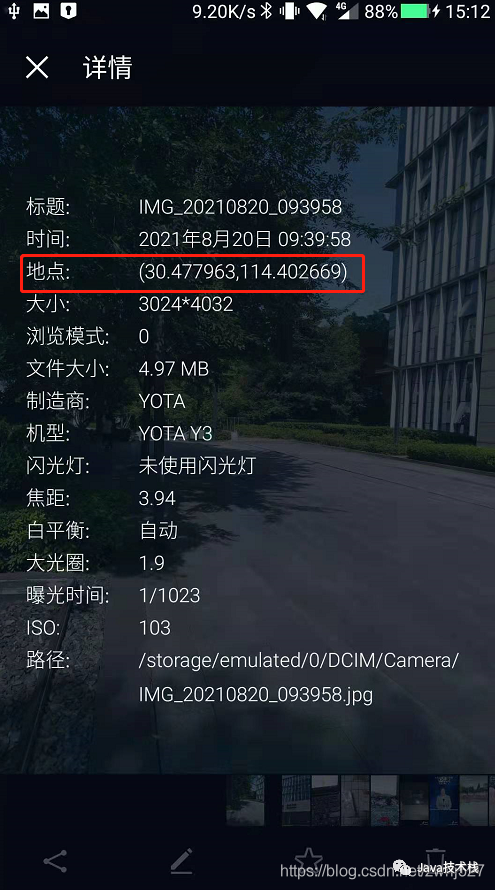 9.20K/s 4G 88% 15:12
详情
标题: IMG_20210820_093958
时间: 2021年8月20日 09:39:58
地点: (30.477963,114.402669)
大小: 3024*4032
浏览模式: 0
文件大小: 4.97 MB
制造商: YOTA
机型: YOTA Y3
闪光灯: 未使用闪光灯
焦距: 3.94
白平衡: 自动
大光圈: 1.9
曝光时间: 1/1023
ISO: 103
路径: /storage/emulated/0/DCIM/Camera/
IMG_20210820_093958.jpg
Java技术栈